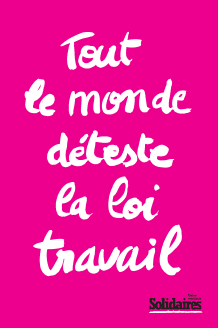 Tout
le monde
déteste
la loi
travail
Solidaires